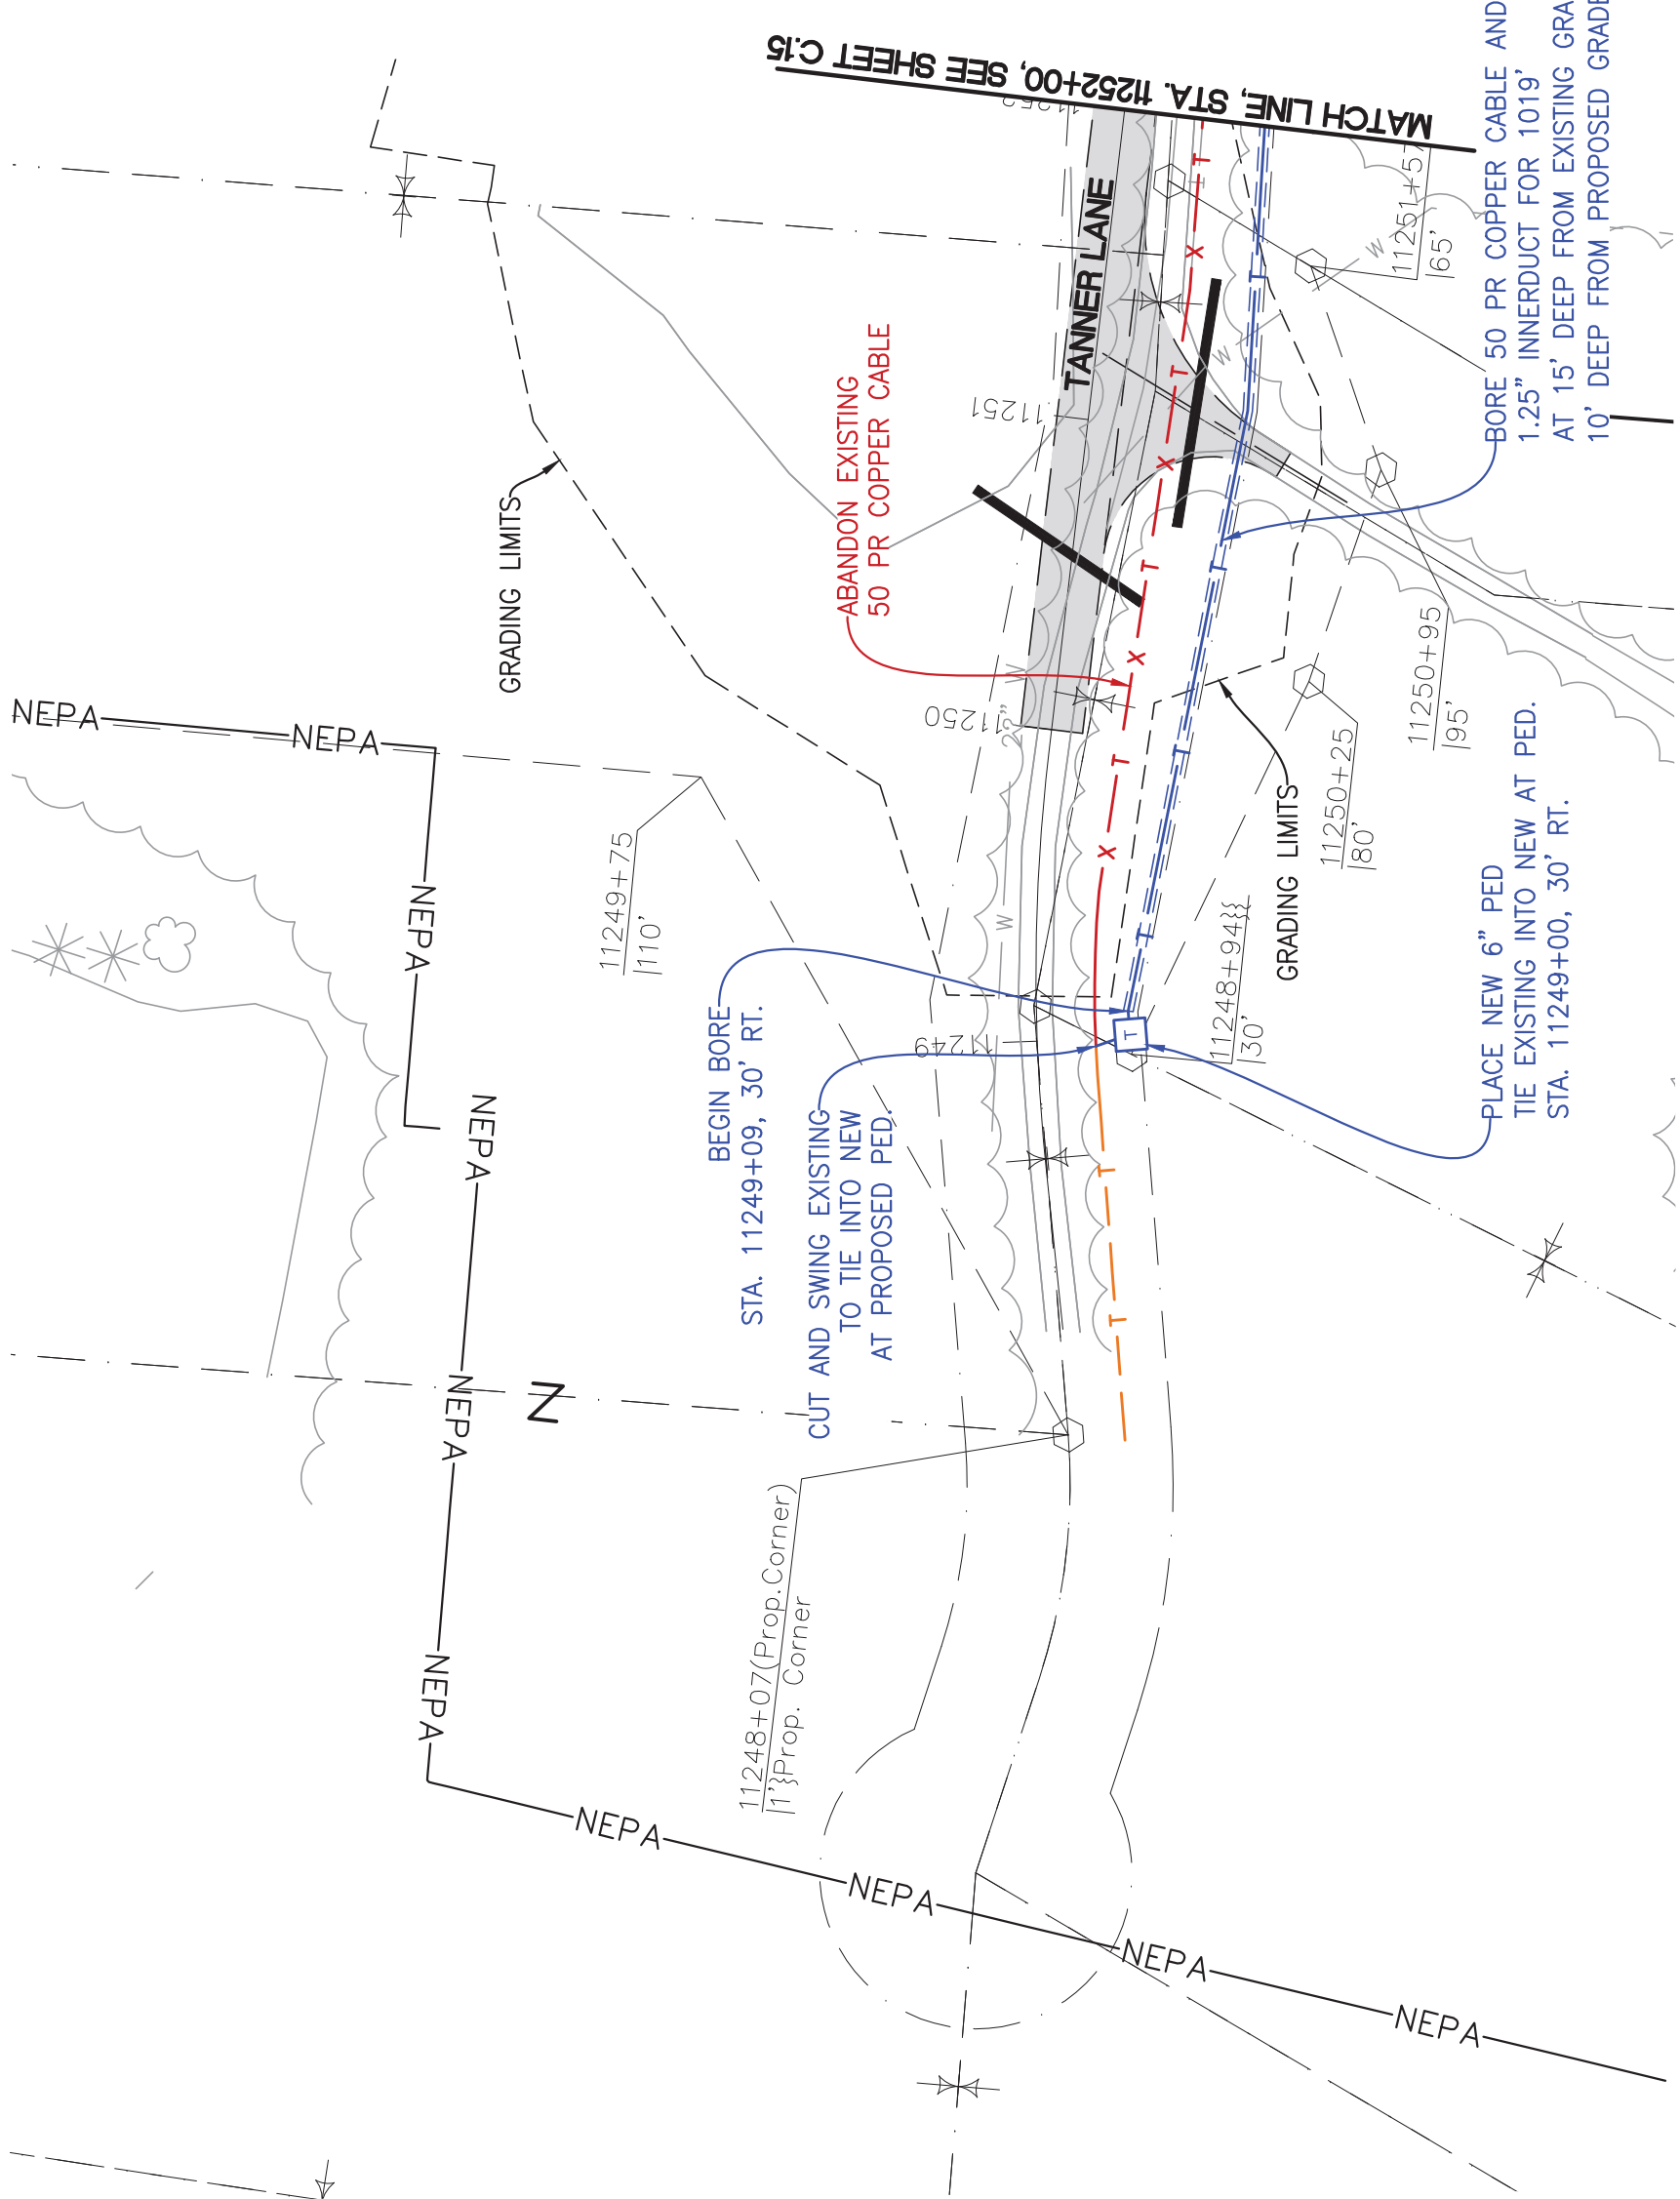 MATCH LINE, STA. 11252+00, SEE SHEET C.15
TANNER LANE
GRADING LIMITS
ABANDON EXISTING
50 PR COPPER CABLE
BORE 50 PR COPPER CABLE AND
1.25" INNERDUCT FOR 1019'
AT 15' DEEP FROM EXISTING GRA
10' DEEP FROM PROPOSED GRADE
11251+57
65'
W
W
11251
11250
W
2"
11250+95
95'
11250+25
80'
GRADING LIMITS
11249+75
110'
NEPA
NEPA
NEPA
NEPA
NEPA
NEPA
NEPA
NEPA
NEPA
NEPA
N
W
BEGIN BORE
STA. 11249+09, 30' RT.
CUT AND SWING EXISTING
TO TIE INTO NEW
AT PROPOSED PED.
11249
11248+94}}}
30'
PLACE NEW 6" PED
TIE EXISTING INTO NEW AT PED.
STA. 11249+00, 30' RT.
11248+07(Prop.Corner)
1'}}Prop. Corner
T
T
T
T
T
T
T
T
T
T
T
X
X
X
X